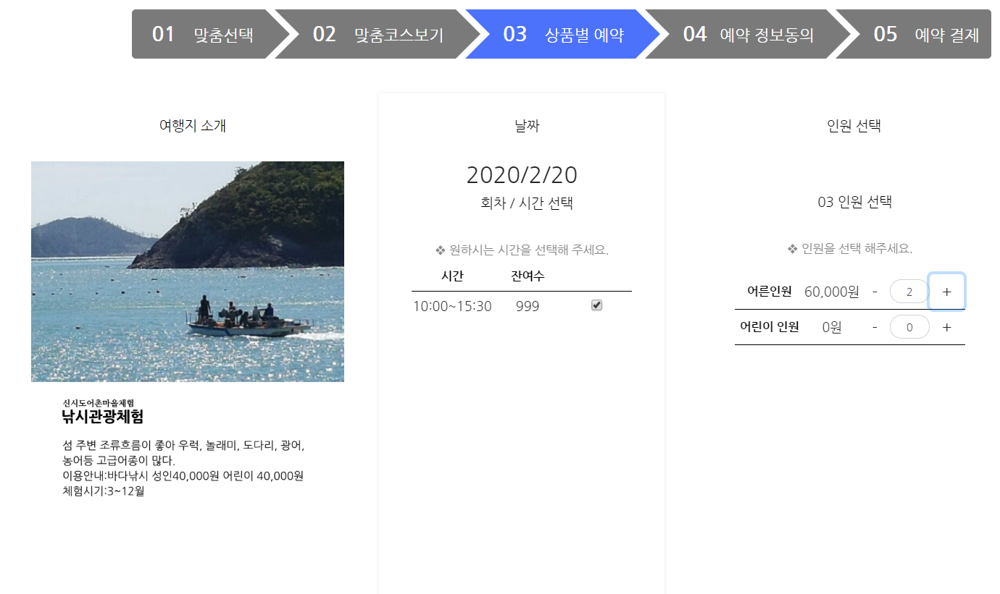 01 맞춤선택 02 맞춤코스보기 03 상품별 예약 04 예약 정보동의 05 예약 결제
여행지 소개
신시도어촌마을체험
낚시관광체험
섬 주변 조류흐름이 좋아 우럭, 놀래미, 도다리, 광어,
농어등 고급어종이 많다.
이용안내:바다낚시 성인40,000원 어린이 40,000원
체험시기:3~12월
날짜
2020/2/20
회차 / 시간 선택
❖ 원하시는 시간을 선택해 주세요.
시간 잔여수
10:00~15:30 999
인원 선택
03 인원 선택
❖ 인원을 선택 해주세요.
어른인원 60,000원 - 2 +
어린이 인원 0원 - 0 +